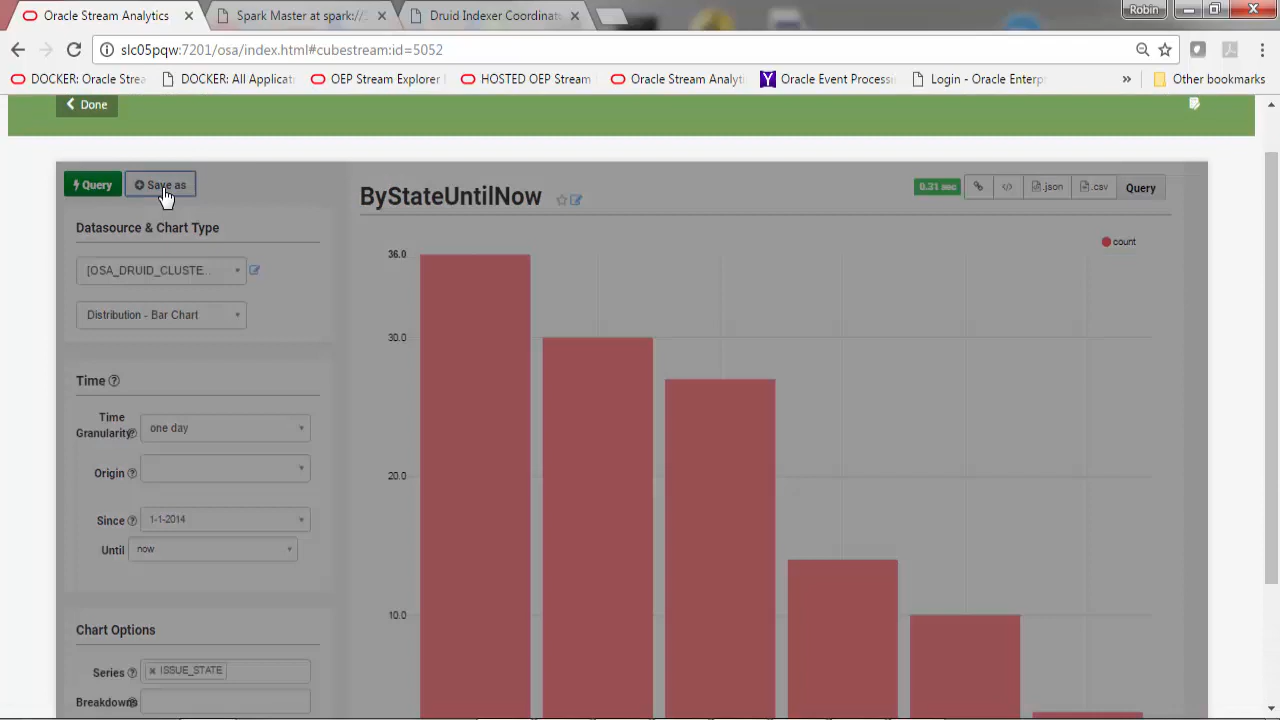 Oracle Stream Analytics
Spark Master at spark://
Druid Indexer Coordinat
Robin
slc05pqw:7201/osa/index.html#cubestream:id=5052
DOCKER: Oracle Stre
DOCKER: All Applicat
OEP Stream Explorer
HOSTED OEP Stream
Oracle Stream Analyt
Oracle Event Process
Login - Oracle Enterp
»
Other bookmarks
Done
Query
Save as
ByStateUntilNow
0.31 sec
</>
.json
.csv
Query
Datasource & Chart Type
[OSA_DRUID_CLUSTE...
Distribution - Bar Chart
count
36.0
30.0
20.0
10.0
Time
Time Granularity
one day
Origin
Since
1-1-2014
Until
now
Chart Options
Series
ISSUE_STATE
Breakdowns